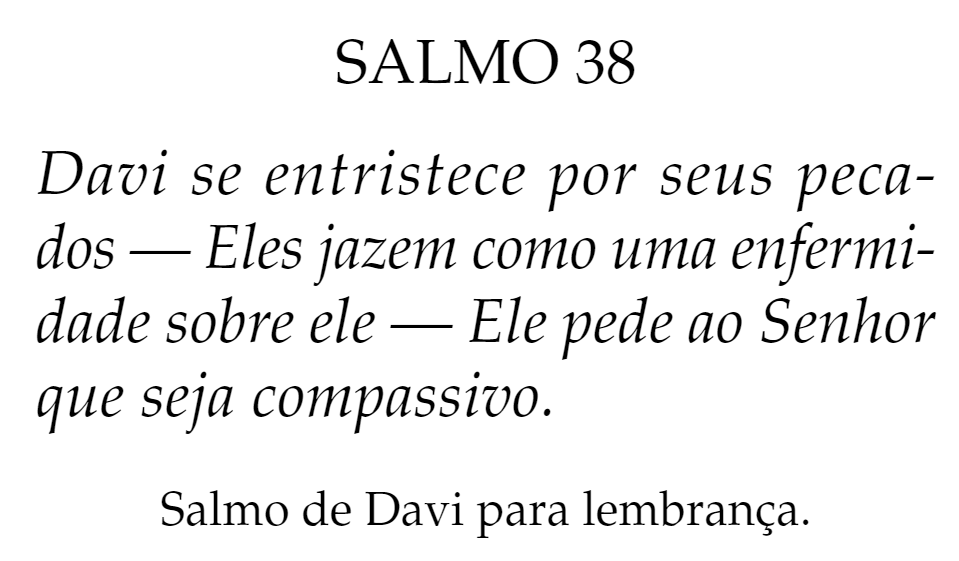 SALMO 38
Davi se entristece por seus peca-
dos — Eles jazem como uma enfermi-
dade sobre ele — Ele pede ao Senhor
que seja compassivo.
Salmo de Davi para lembrança.